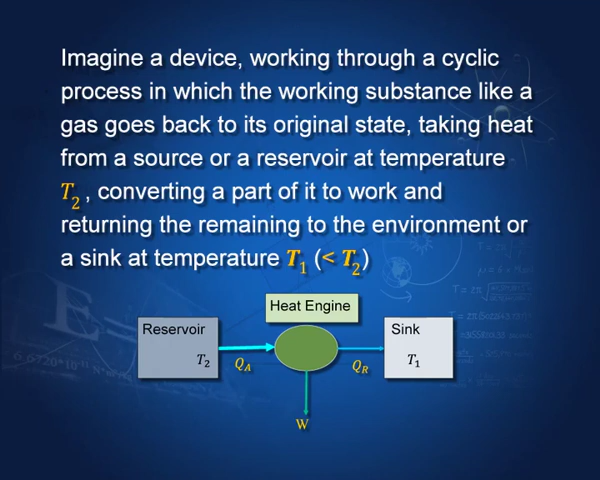 Imagine a device, working through a cyclic
process in which the working substance like a
gas goes back to its original state, taking heat
from a source or a reservoir at temperature
T₂ , converting a part of it to work and
returning the remaining to the environment or
a sink at temperature T₁ (< T₂)
Heat Engine
Reservoir
Sink
T₂
T₁
Q_A
Q_R
W